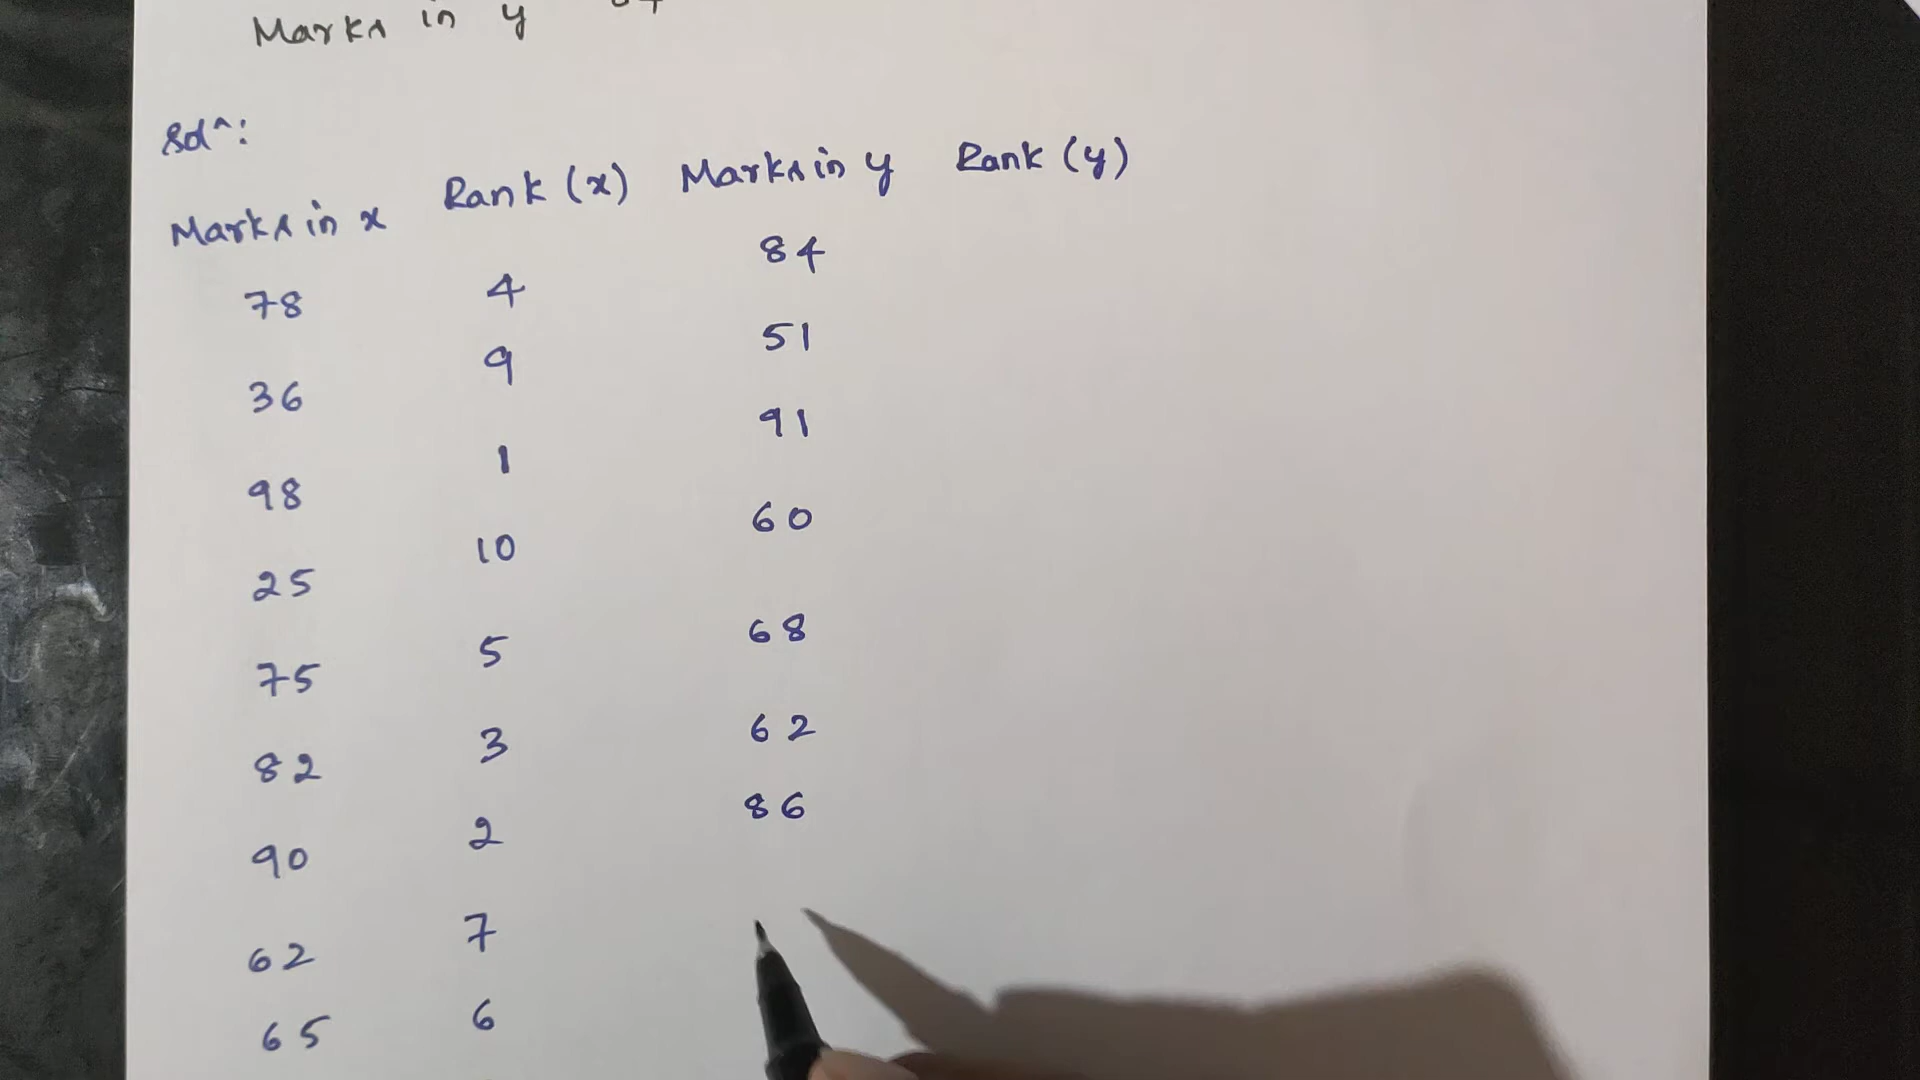 Marks in y
Soln:
Marks in x Rank (x) Marks in y Rank (y)
78 4 84
36 9 51
98 1 91
25 10 60
75 5 68
82 3 62
90 2 86
62 7
65 6